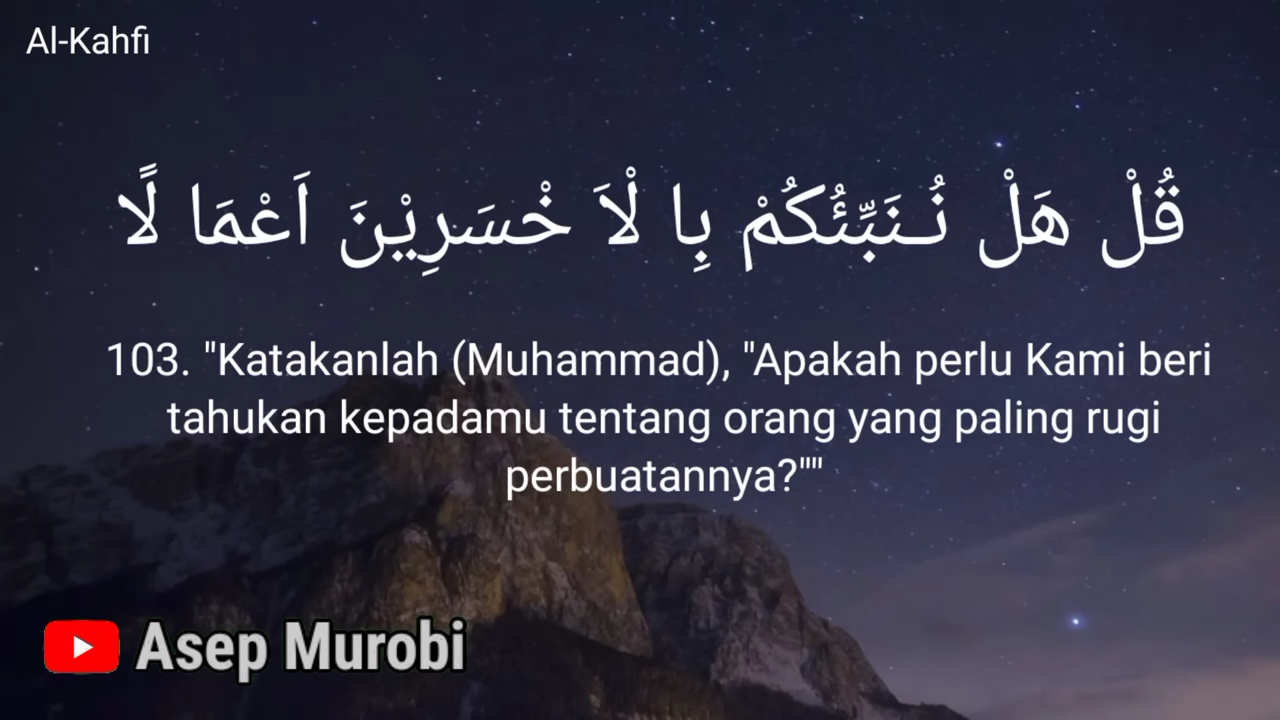 Al-Kahfi
قُلْ هَلْ نُـنَبِّئُكُمْ بِا لْاَ خْسَرِيْنَ اَعْمَا لًا
103. "Katakanlah (Muhammad), "Apakah perlu Kami beri
tahukan kepadamu tentang orang yang paling rugi
perbuatannya?""
Asep Murobi